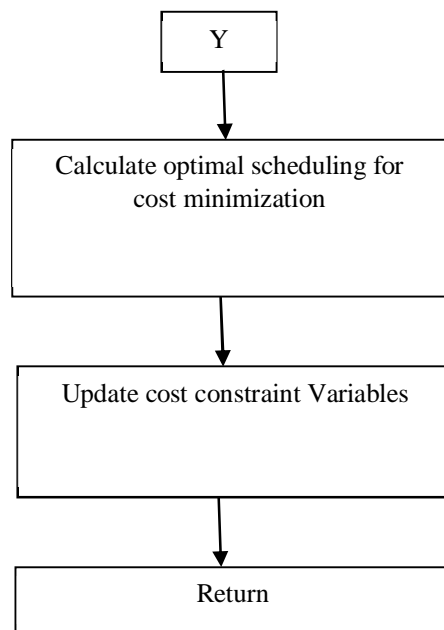 Y
Calculate optimal scheduling for
cost minimization
Update cost constraint Variables
Return